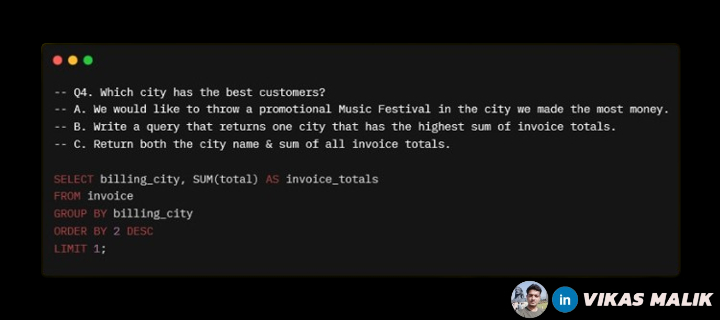 -- Q4. Which city has the best customers?
-- A. We would like to throw a promotional Music Festival in the city we made the most money.
-- B. Write a query that returns one city that has the highest sum of invoice totals.
-- C. Return both the city name & sum of all invoice totals.
SELECT billing_city, SUM(total) AS invoice_totals
FROM invoice
GROUP BY billing_city
ORDER BY 2 DESC
LIMIT 1;
in VIKAS MALIK